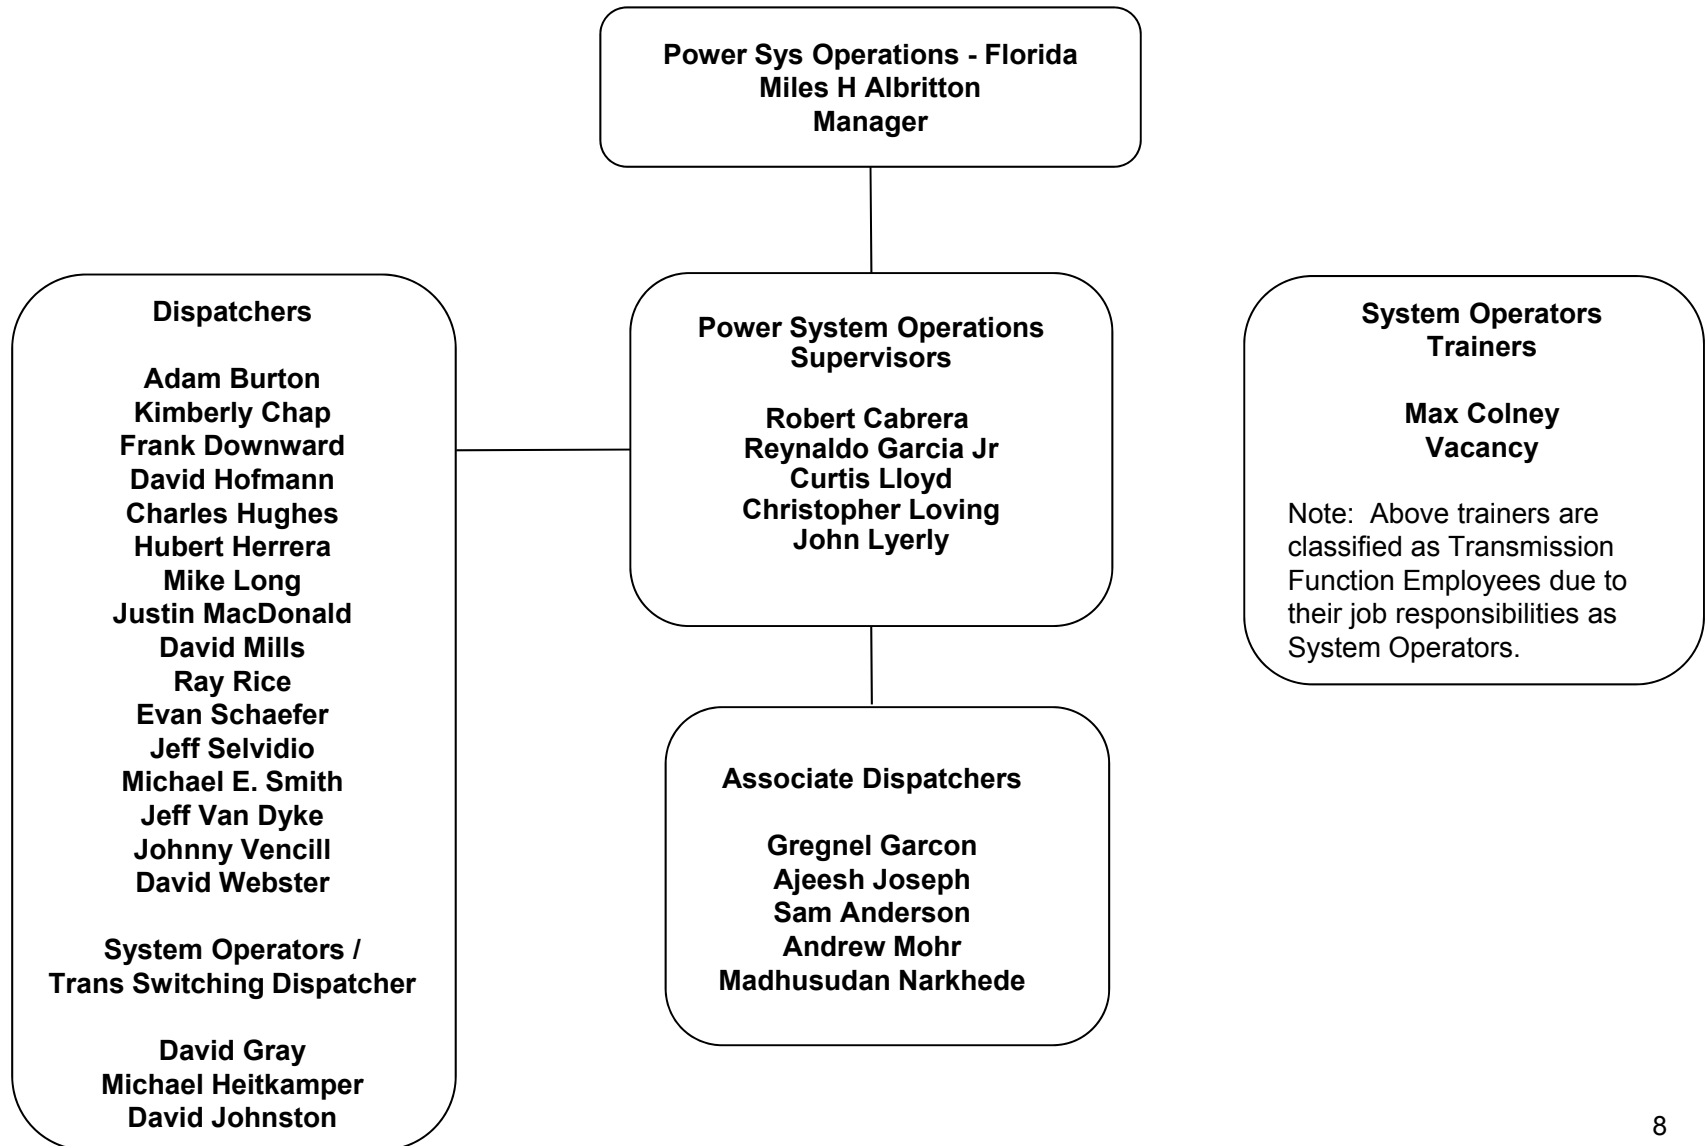 Power Sys Operations - Florida
Miles H Albritton
Manager
Dispatchers
Adam Burton
Kimberly Chap
Frank Downward
David Hofmann
Charles Hughes
Hubert Herrera
Mike Long
Justin MacDonald
David Mills
Ray Rice
Evan Schaefer
Jeff Selvidio
Michael E. Smith
Jeff Van Dyke
Johnny Vencill
David Webster
System Operators /
Trans Switching Dispatcher
David Gray
Michael Heitkamper
David Johnston
Power System Operations
Supervisors
Robert Cabrera
Reynaldo Garcia Jr
Curtis Lloyd
Christopher Loving
John Lyerly
Associate Dispatchers
Gregnel Garcon
Ajeesh Joseph
Sam Anderson
Andrew Mohr
Madhusudan Narkhede
System Operators
Trainers
Max Colney
Vacancy
Note:  Above trainers are
classified as Transmission
Function Employees due to
their job responsibilities as
System Operators.
8